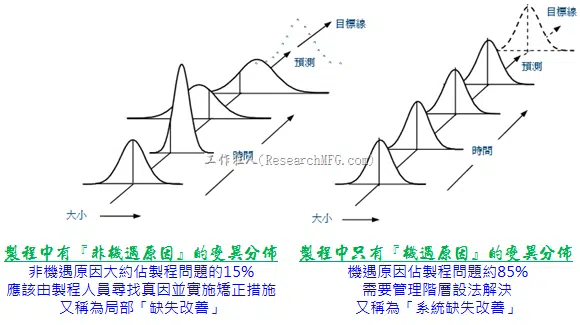 目標線
預測
時間
大小
目標線
預測
時間
大小
工作狂人(ResearchMFG.com)
製程中有『非機遇原因』的變異分佈
非機遇原因大約佔製程問題的15%
應該由製程人員尋找真因並實施矯正措施
又稱為局部「缺失改善」
製程中只有『機遇原因』的變異分佈
機遇原因佔製程問題約85%
需要管理階層設法解決
又稱為「系統缺失改善」